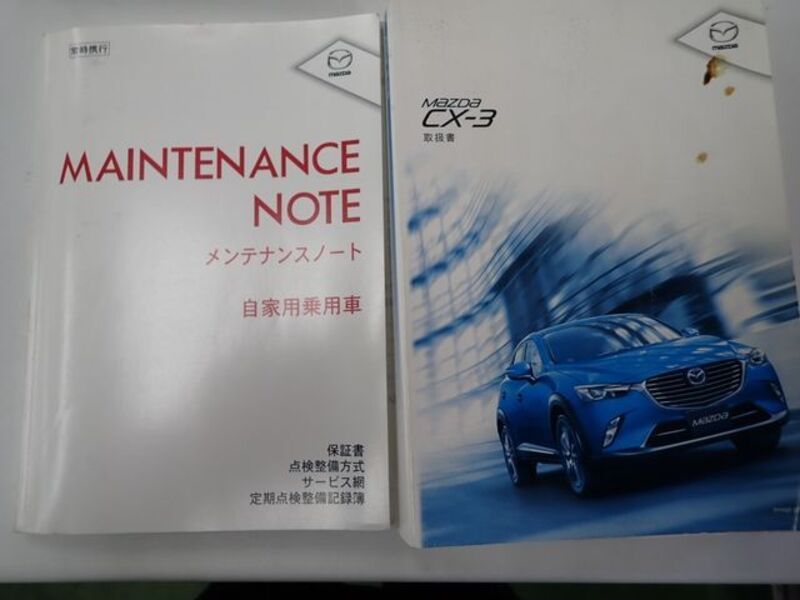 常時携行
mazda
MAINTENANCE
NOTE
メンテナンスノート
自家用乗用車
保証書
点検整備方式
サービス網
定期点検整備記録簿
mazda
mazda
CX-3
取扱書
mazda